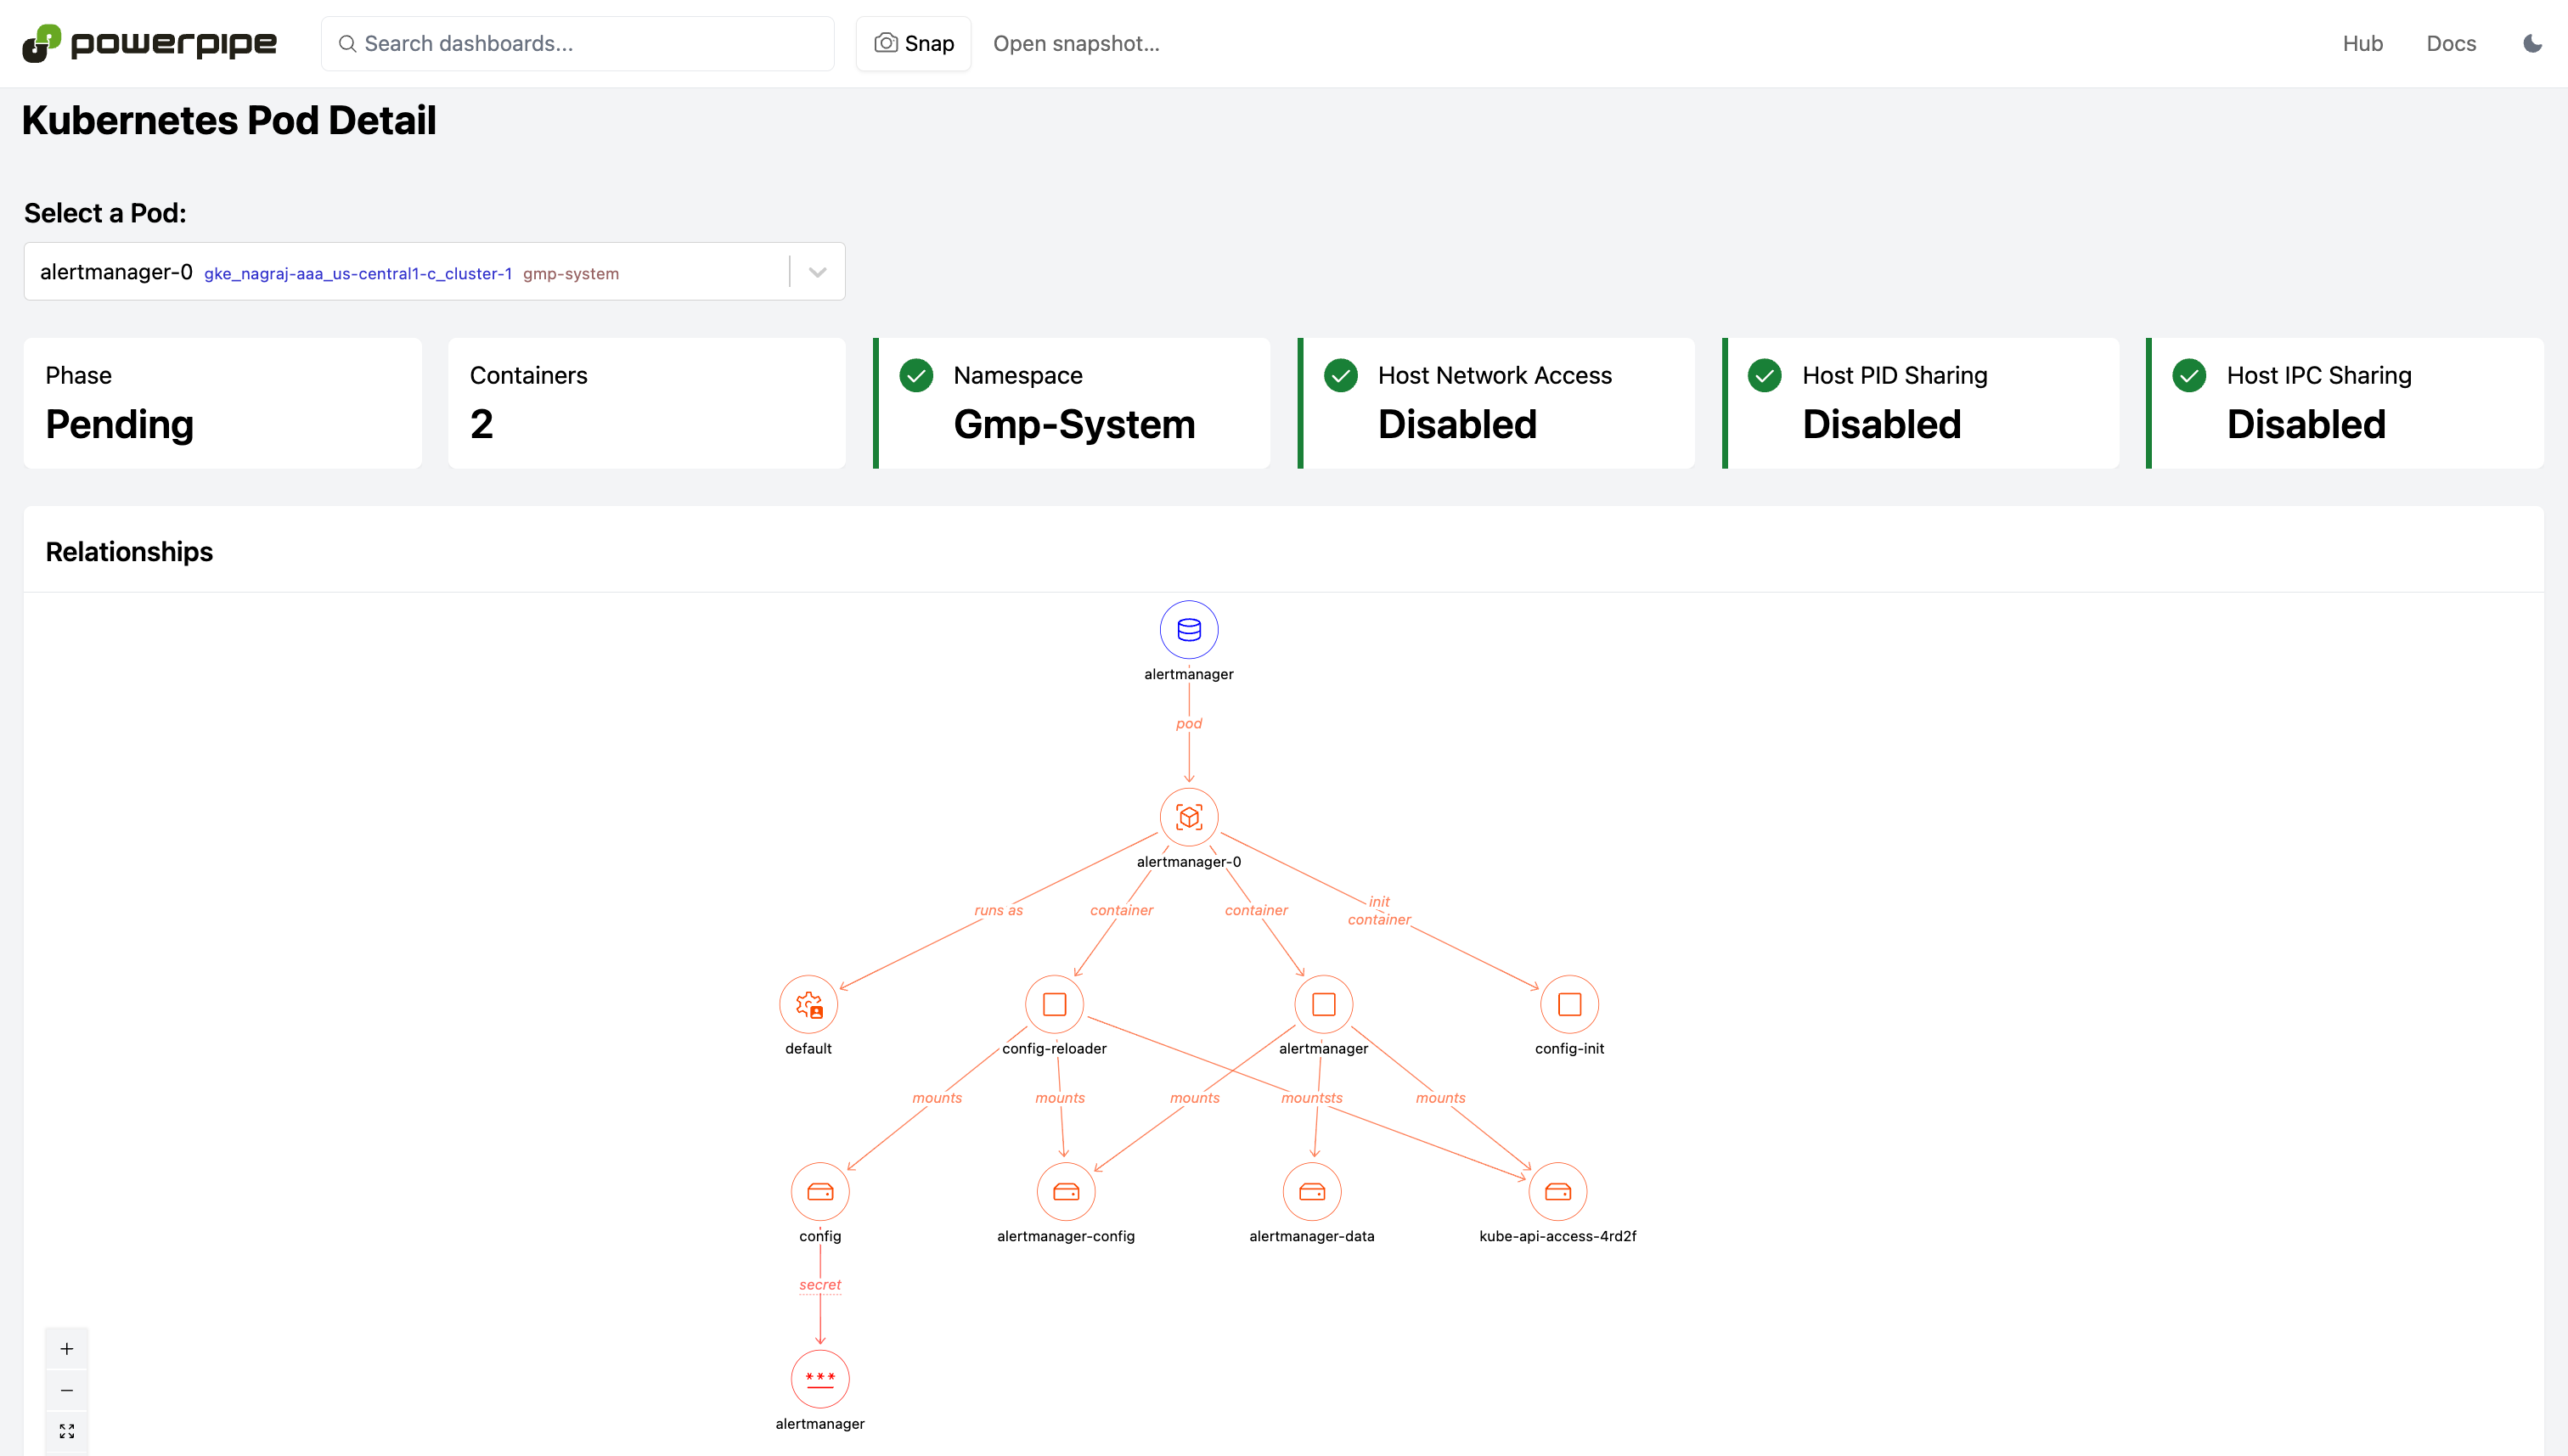 powerpipe
Search dashboards...
Snap
Open snapshot...
Hub
Docs
Kubernetes Pod Detail
Select a Pod:
alertmanager-0 gke_nagraj-aaa_us-central1-c_cluster-1 gmp-system
Phase
Pending
Containers
2
Namespace
Gmp-System
Host Network Access
Disabled
Host PID Sharing
Disabled
Host IPC Sharing
Disabled
Relationships
alertmanager
pod
alertmanager-0
runs as
container
container
init
container
default
config-reloader
alertmanager
config-init
mounts
mounts
mounts
mountsts
mounts
config
alertmanager-config
alertmanager-data
kube-api-access-4rd2f
secret
***
alertmanager